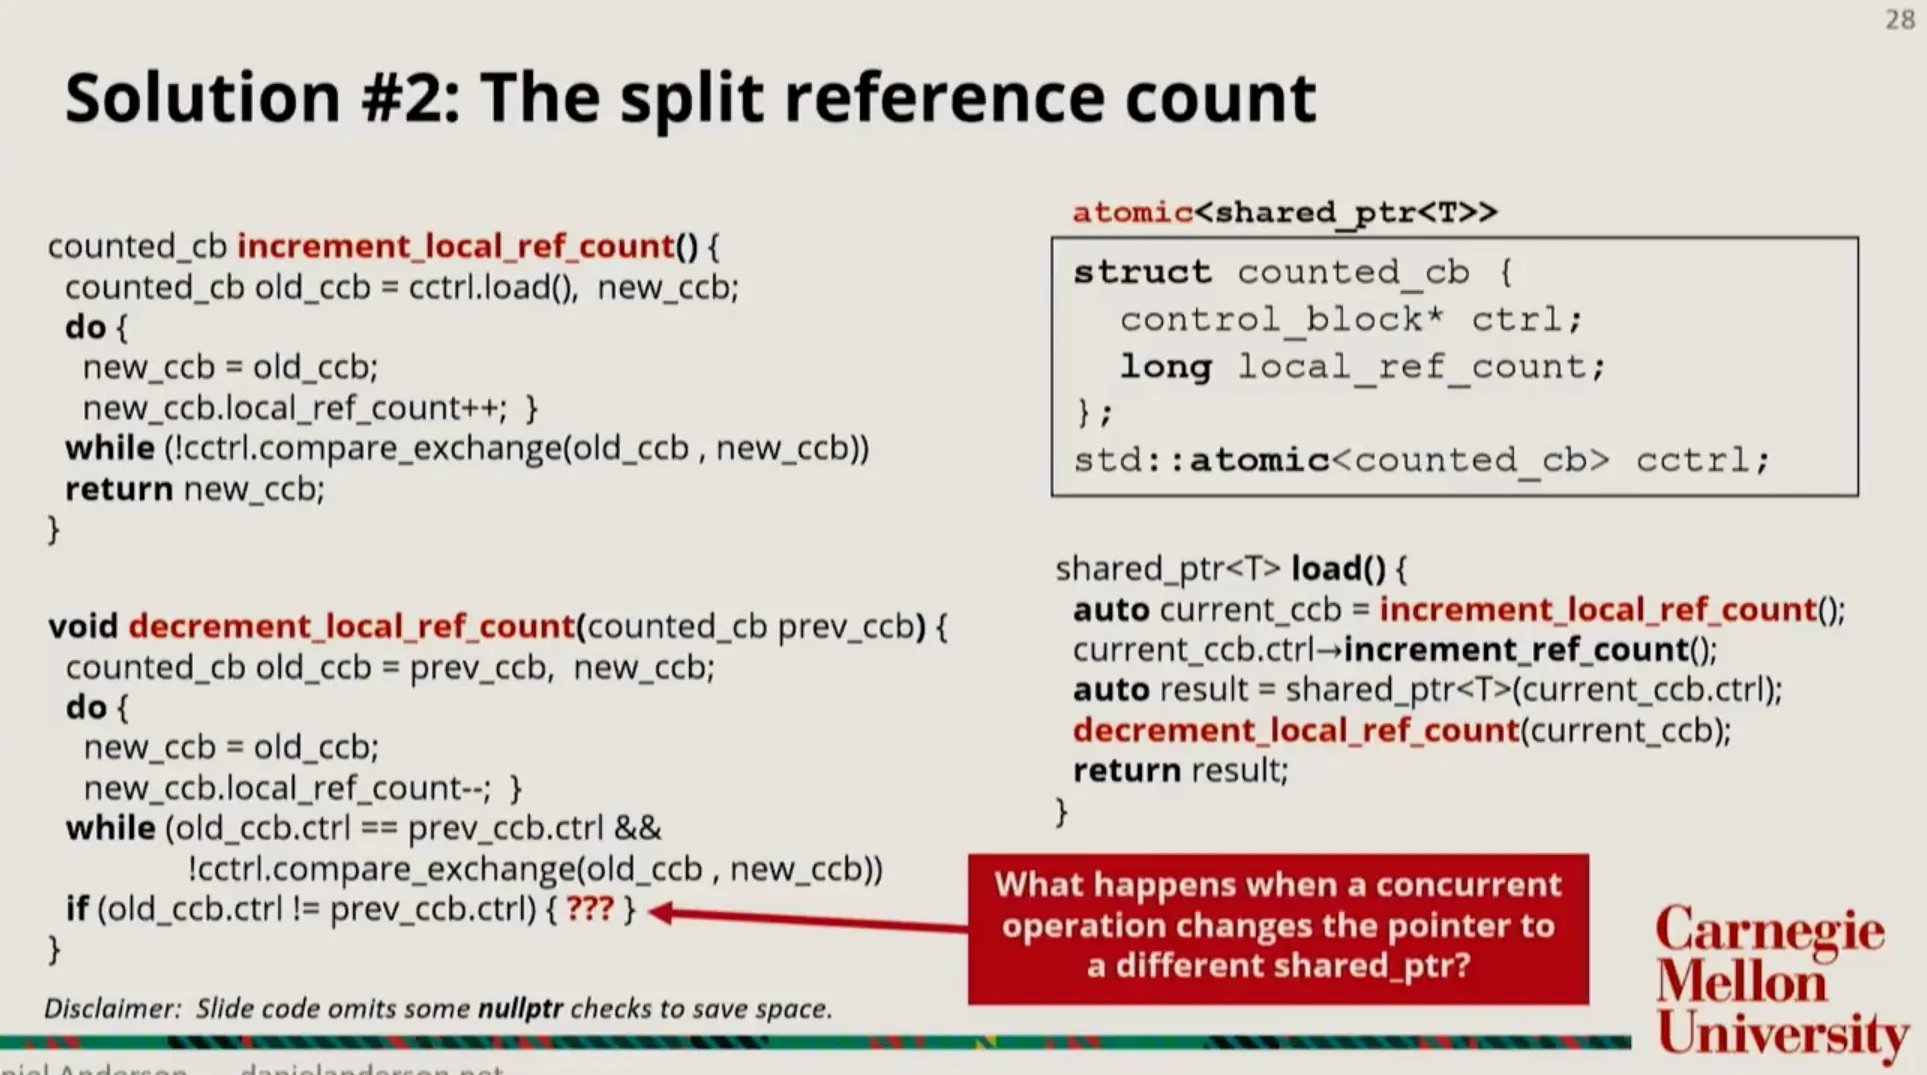 28
Solution #2: The split reference count
counted_cb increment_local_ref_count() {
counted_cb old_ccb = cctrl.load(), new_ccb;
do {
new_ccb = old_ccb;
new_ccb.local_ref_count++; }
while (!cctrl.compare_exchange(old_ccb , new_ccb))
return new_ccb;
}
void decrement_local_ref_count(counted_cb prev_ccb) {
counted_cb old_ccb = prev_ccb, new_ccb;
do {
new_ccb = old_ccb;
new_ccb.local_ref_count--; }
while (old_ccb.ctrl == prev_ccb.ctrl &&
!cctrl.compare_exchange(old_ccb , new_ccb))
if (old_ccb.ctrl != prev_ccb.ctrl) { ??? }
}
Disclaimer: Slide code omits some nullptr checks to save space.
atomic<shared_ptr<T>>
struct counted_cb {
control_block* ctrl;
long local_ref_count;
};
std::atomic<counted_cb> cctrl;
shared_ptr<T> load() {
auto current_ccb = increment_local_ref_count();
current_ccb.ctrl→increment_ref_count();
auto result = shared_ptr<T>(current_ccb.ctrl);
decrement_local_ref_count(current_ccb);
return result;
}
What happens when a concurrent
operation changes the pointer to
a different shared_ptr?
Carnegie
Mellon
University